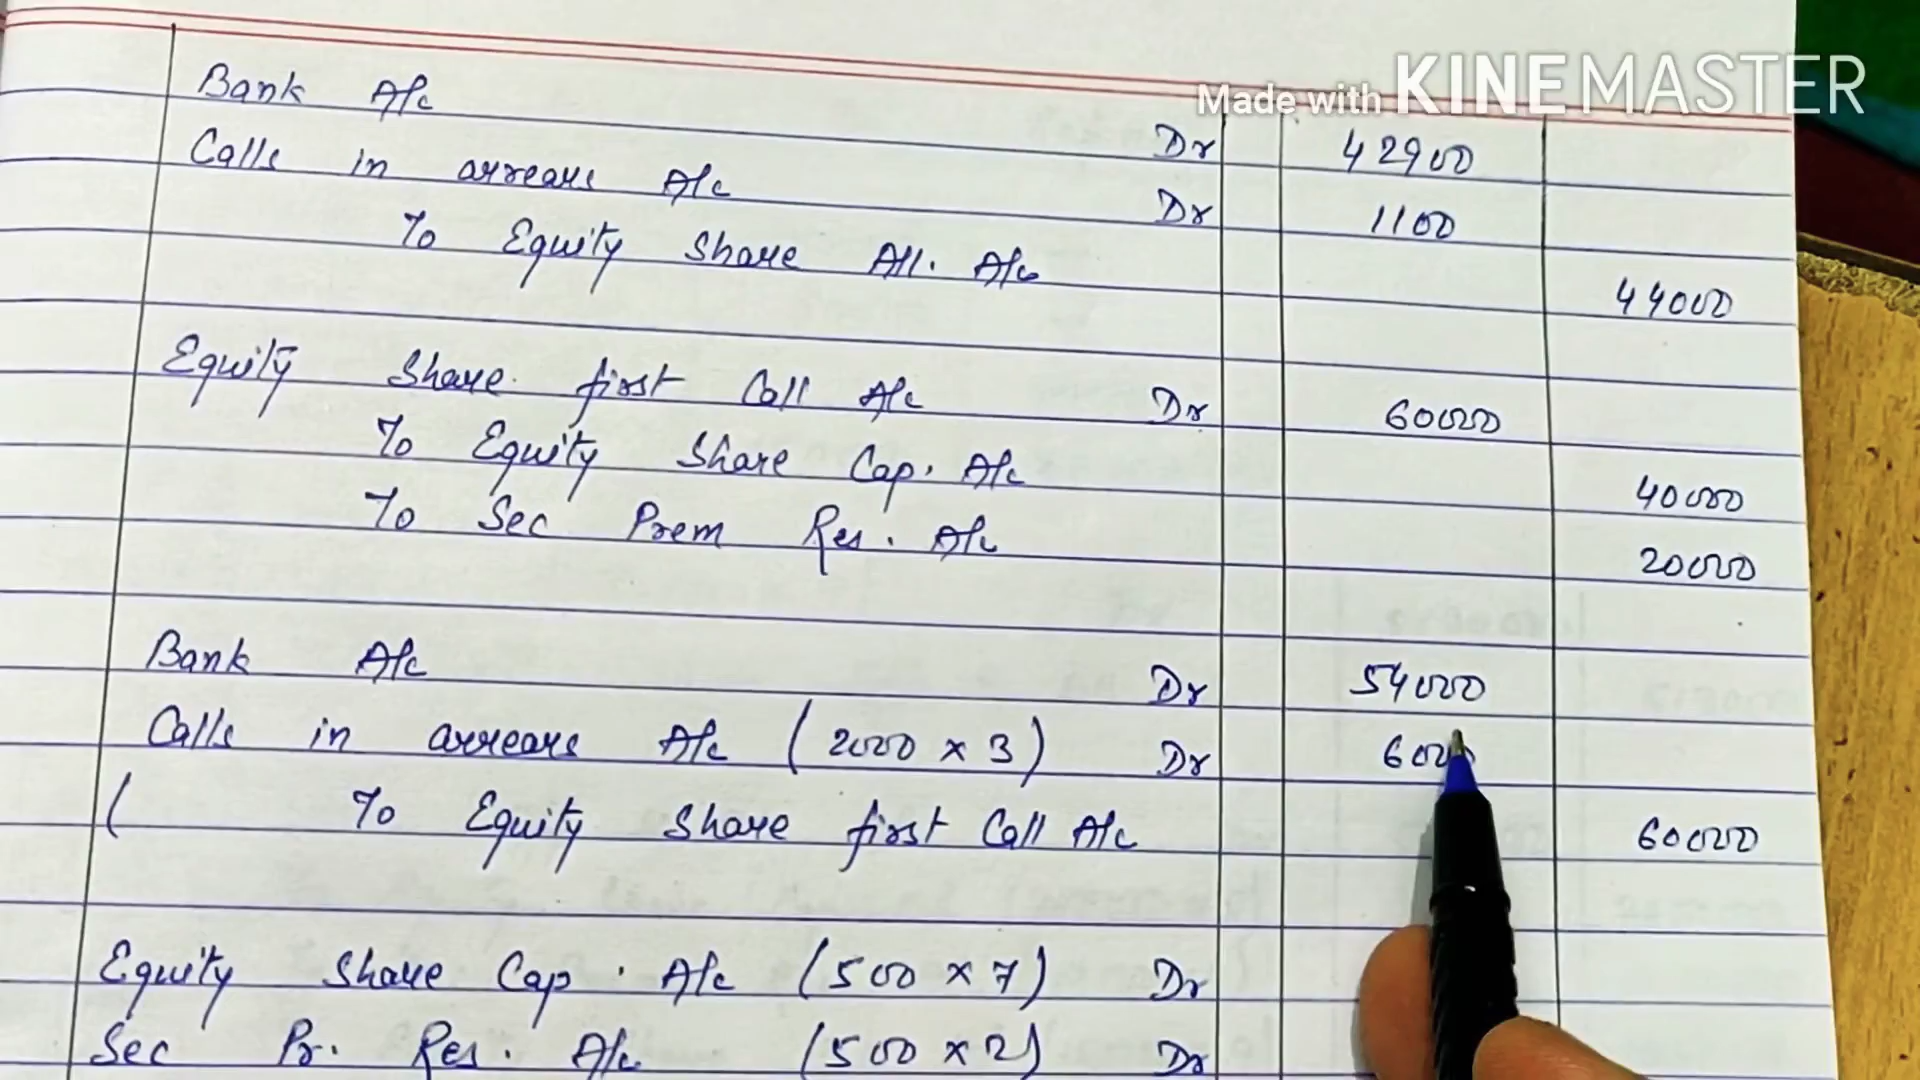 Made with KINEMASTER
Bank A/c Dr 42900
Calls in arrears A/c Dr 1100
To Equity Share All. A/c 44000
Equity Share first Call A/c Dr 60000
To Equity Share Cap. A/c 40000
To Sec Prem Res. A/c 20000
Bank A/c Dr 54000
Calls in arrears A/c (2000 × 3) Dr 6000
( To Equity Share first Call A/c 60000
Equity Share Cap. A/c (500 × 7) Dr
Sec Pr. Res. A/c (500 × 2) Dr